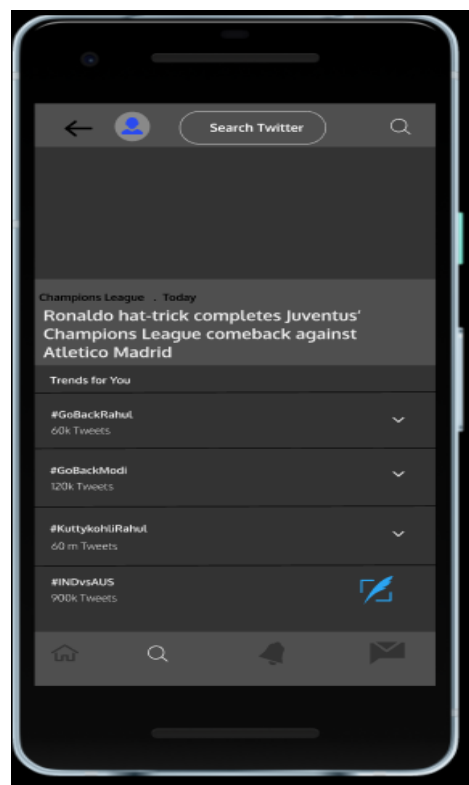 Search Twitter
Champions League . Today
Ronaldo hat-trick completes Juventus'
Champions League comeback against
Atletico Madrid
Trends for You
#GoBackRahul
60k Tweets
#GoBackModi
120k Tweets
#KuttykohliRahul
60 m Tweets
#INDvsAUS
900k Tweets